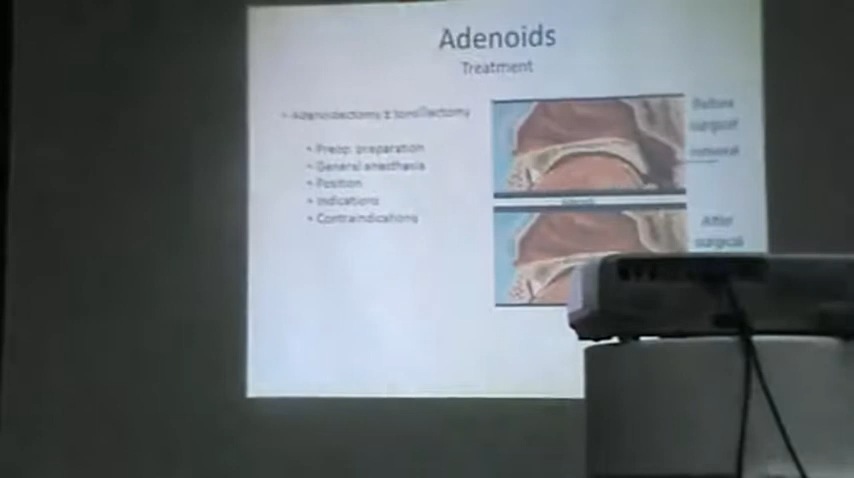 Adenoids
Treatment
• Adenoidectomy ± tonsillectomy
• Preop. preparation
• General anesthesia
• Position
• Indications
• Contraindications
Before
surgical
removal
After
surgical